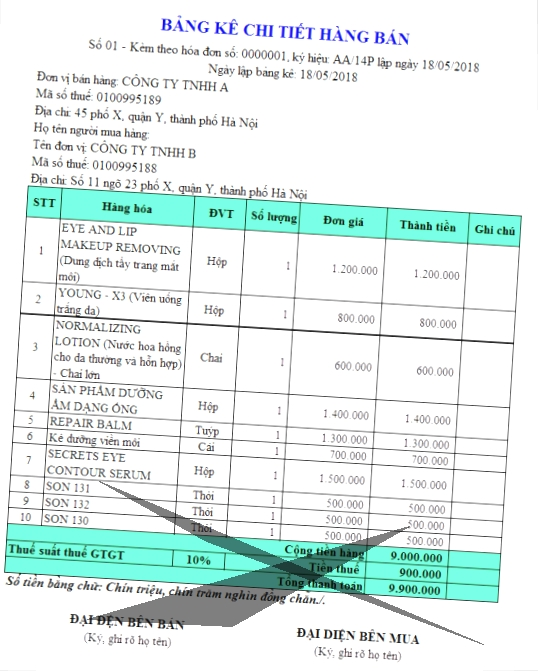 BẢNG KÊ CHI TIẾT HÀNG BÁN
Số 01 - Kèm theo hóa đơn số: 0000001, ký hiệu: AA/14P lập ngày 18/05/2018
Ngày lập bảng kê: 18/05/2018
Đơn vị bán hàng: CÔNG TY TNHH A
Mã số thuế: 0100995189
Địa chỉ: 45 phố X, quận Y, thành phố Hà Nội
Họ tên người mua hàng:
Tên đơn vị: CÔNG TY TNHH B
Mã số thuế: 0100995188
Địa chỉ: Số 11 ngõ 23 phố X, quận Y, thành phố Hà Nội
STT Hàng hóa ĐVT Số lượng Đơn giá Thành tiền Ghi chú
EYE AND LIP
MAKEUP REMOVING
1 (Dung dịch tẩy trang mắt Hộp 1 1.200.000 1.200.000
môi)
2 YOUNG - X3 (Viên uống Hộp 1 800.000 800.000
trắng da)
NORMALIZING
3 LOTION (Nước hoa hồng Chai 1 600.000 600.000
cho da thường và hỗn hợp)
- Chai lớn
4 SẢN PHẨM DƯỠNG Hộp 1 1.400.000 1.400.000
ẨM DẠNG ỐNG
5 REPAIR BALM Tuýp 1 1.300.000 1.300.000
6 Kẻ dưỡng viền môi Cái 1 700.000 700.000
7 SECRETS EYE Hộp 1 1.500.000 1.500.000
CONTOUR SERUM
8 SON 131 Thỏi 1 500.000 500.000
9 SON 132 Thỏi 1 500.000 500.000
10 SON 130 Thỏi 1 500.000 500.000
Cộng tiền hàng 9.000.000
Thuế suất thuế GTGT 10% Tiền thuế 900.000
Tổng thanh toán 9.900.000
Số tiền bằng chữ: Chín triệu, chín trăm nghìn đồng chẵn./.
ĐẠI DIỆN BÊN BÁN ĐẠI DIỆN BÊN MUA
(Ký, ghi rõ họ tên) (Ký, ghi rõ họ tên)